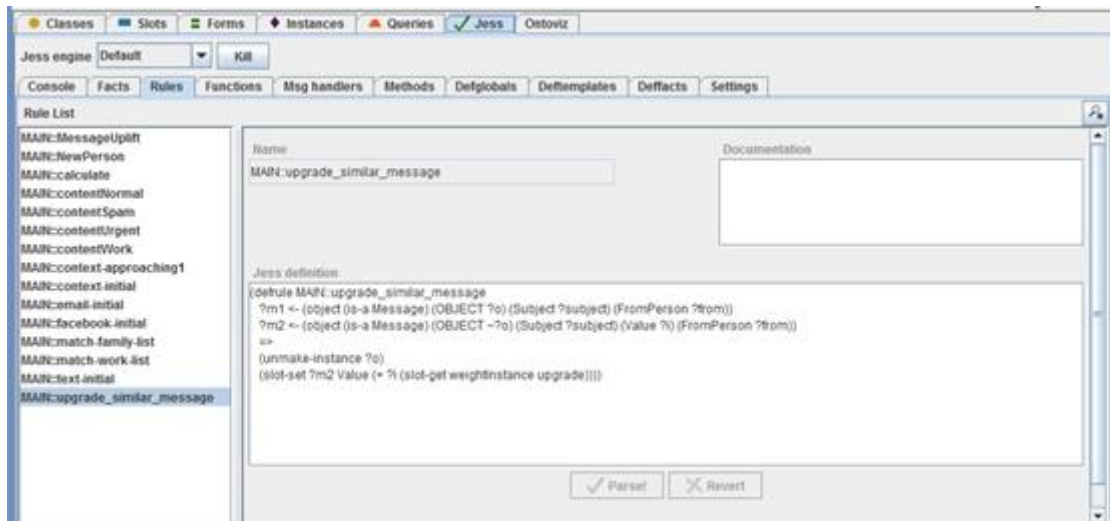 Classes Slots Forms Instances Queries Jess Ontoviz
Jess engine Default Kill
Console Facts Rules Functions Msg handlers Methods Defglobals Deftemplates Deffacts Settings
Rule List
MAIN::MessageUplift
MAIN::NewPerson
MAIN::calculate
MAIN::contentNormal
MAIN::contentSpam
MAIN::contentUrgent
MAIN::contentWork
MAIN::context-approaching1
MAIN::context-initial
MAIN::email-initial
MAIN::facebook-initial
MAIN::match-family-list
MAIN::match-work-list
MAIN::text-initial
MAIN::upgrade_similar_message
Name
MAIN::upgrade_similar_message
Documentation
Jess definition
(defrule MAIN::upgrade_similar_message
?m1 <- (object (is-a Message) (OBJECT ?o) (Subject ?subject) (FromPerson ?from))
?m2 <- (object (is-a Message) (OBJECT ~?o) (Subject ?subject) (Value ?i) (FromPerson ?from))
=>
(unmake-instance ?o)
(slot-set ?m2 Value (+ ?i (slot-get weightInstance upgrade))))
Parse! Revert